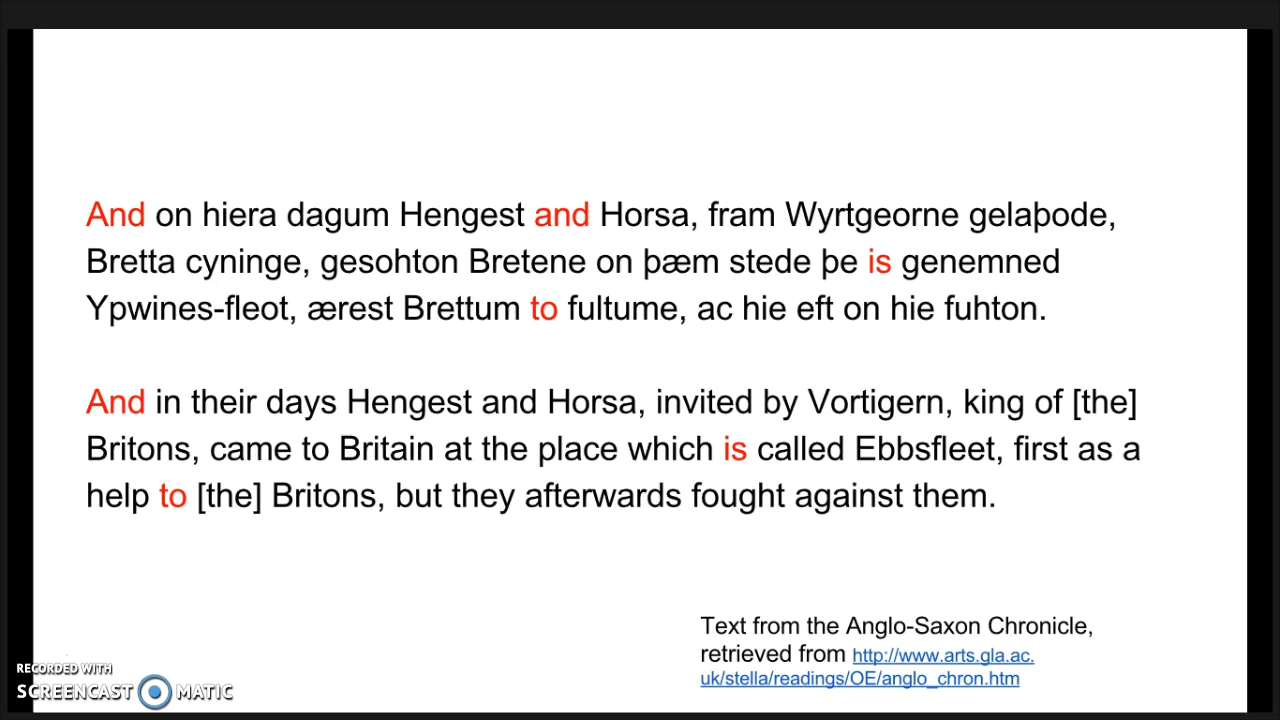 And on hiera dagum Hengest and Horsa, fram Wyrtgeorne gelaþode,
Bretta cyninge, gesohton Bretene on þæm stede þe is genemned
Ypwines-fleot, ærest Brettum to fultume, ac hie eft on hie fuhton.
And in their days Hengest and Horsa, invited by Vortigern, king of [the]
Britons, came to Britain at the place which is called Ebbsfleet, first as a
help to [the] Britons, but they afterwards fought against them.
Text from the Anglo-Saxon Chronicle,
retrieved from http://www.arts.gla.ac.
uk/stella/readings/OE/anglo_chron.htm
RECORDED WITH
SCREENCAST MATIC